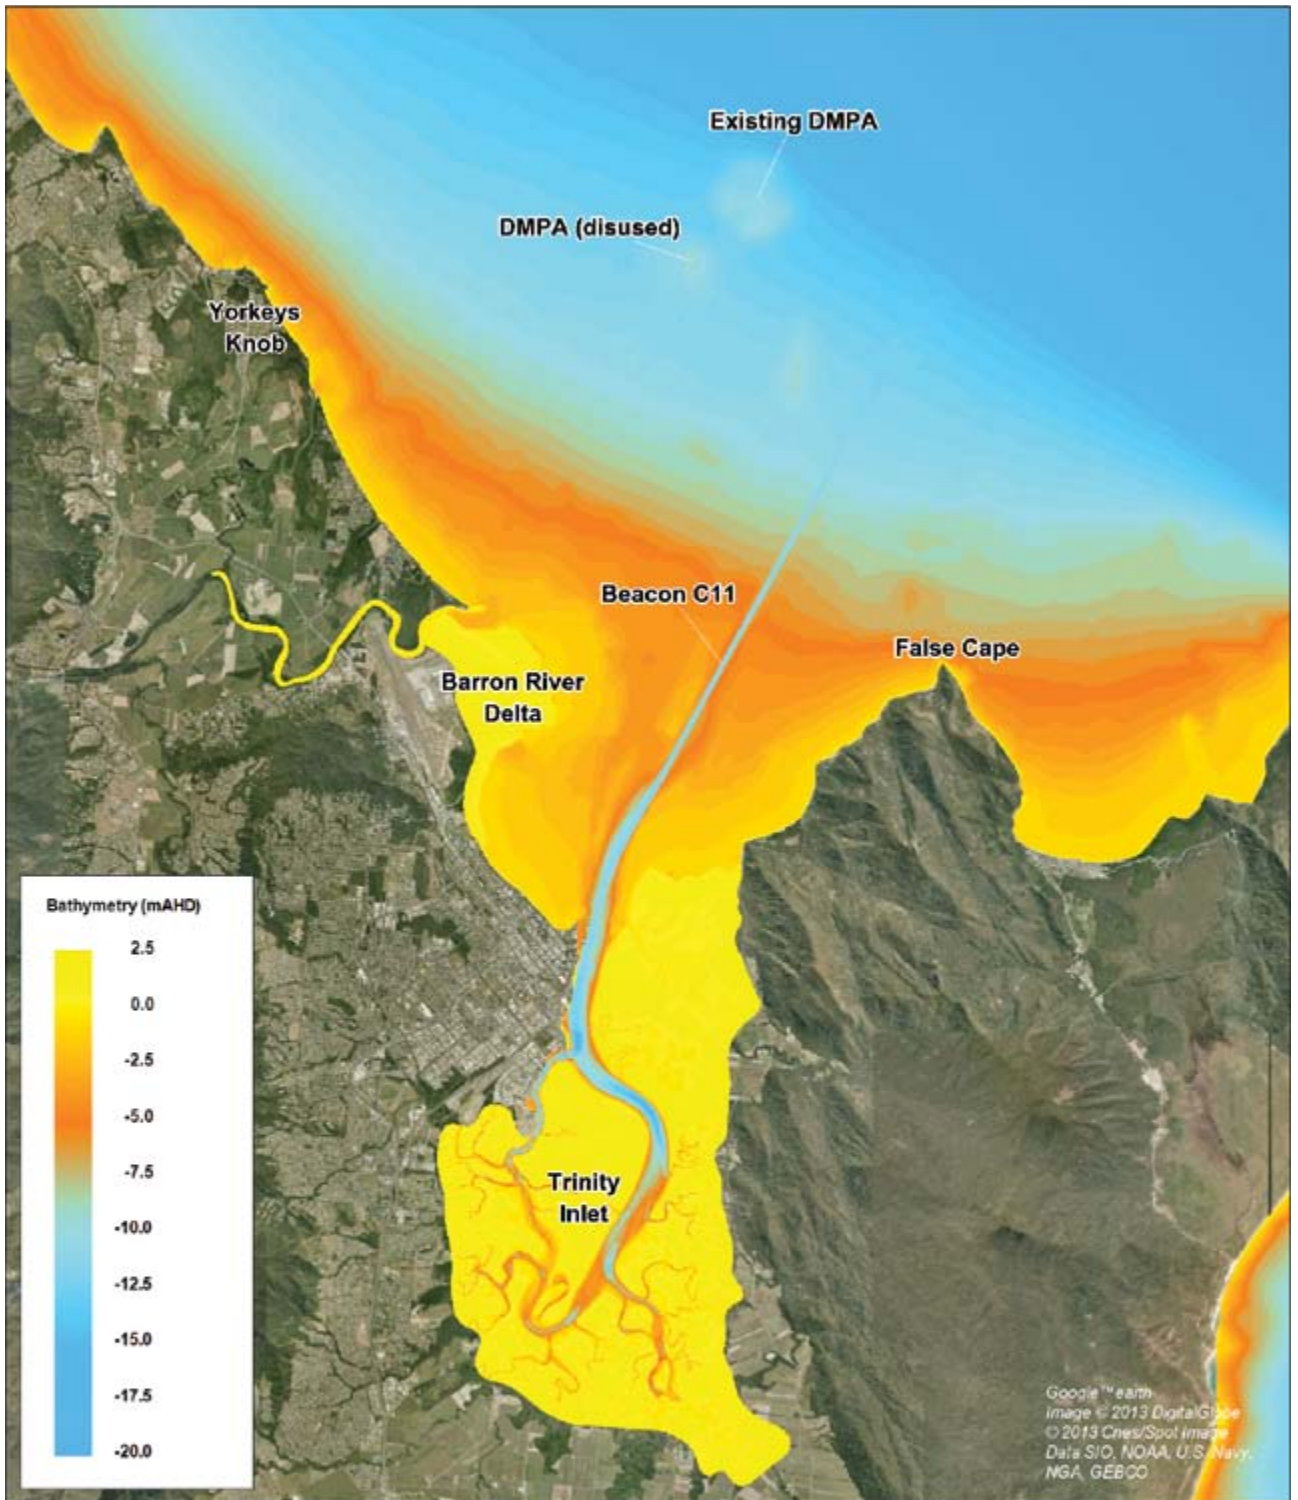 Existing DMPA
DMPA (disused)
Yorkeys
Knob
Beacon C11
False Cape
Barron River
Delta
Bathymetry (mAHD)
2.5
0.0
-2.5
-5.0
-7.5
-10.0
-12.5
-15.0
-17.5
-20.0
Trinity
Inlet
Google™ earth
Image © 2013 DigitalGlobe
© 2013 Cnes/Spot Image
Data SIO, NOAA, U.S. Navy,
NGA, GEBCO